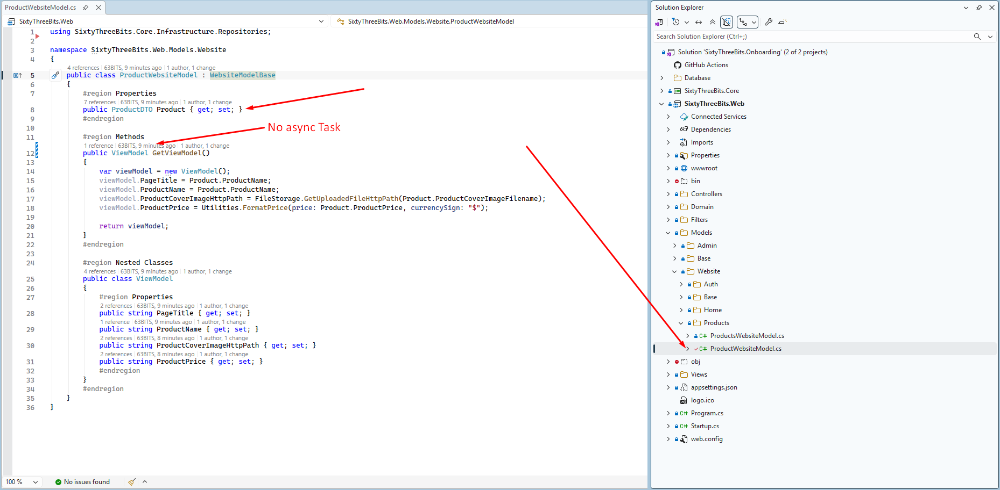 ProductWebsiteModel.cs
SixtyThreeBits.Web
SixtyThreeBits.Web.Models.Website.ProductWebsiteModel
1 using SixtyThreeBits.Core.Infrastructure.Repositories;
2
3 namespace SixtyThreeBits.Web.Models.Website
4 {
4 references | 63BITS, 9 minutes ago | 1 author, 1 change
5 public class ProductWebsiteModel : WebsiteModelBase
6 {
7 #region Properties
7 references | 63BITS, 9 minutes ago | 1 author, 1 change
8 public ProductDTO Product { get; set; }
9 #endregion
10
No async Task
11 #region Methods
1 reference | 63BITS, 9 minutes ago | 1 author, 1 change
12 public ViewModel GetViewModel()
13 {
14 var viewModel = new ViewModel();
15 viewModel.PageTitle = Product.ProductName;
16 viewModel.ProductName = Product.ProductName;
17 viewModel.ProductCoverImageHttpPath = FileStorage.GetUploadedFileHttpPath(Product.ProductCoverImageFilename);
18 viewModel.ProductPrice = Utilities.FormatPrice(price: Product.ProductPrice, currencySign: "$");
19
20 return viewModel;
21 }
22 #endregion
23
24 #region Nested Classes
4 references | 63BITS, 9 minutes ago | 1 author, 1 change
25 public class ViewModel
26 {
27 #region Properties
2 references | 63BITS, 9 minutes ago | 1 author, 1 change
28 public string PageTitle { get; set; }
1 reference | 63BITS, 9 minutes ago | 1 author, 1 change
29 public string ProductName { get; set; }
2 references | 63BITS, 8 minutes ago | 1 author, 1 change
30 public string ProductCoverImageHttpPath { get; set; }
2 references | 63BITS, 8 minutes ago | 1 author, 1 change
31 public string ProductPrice { get; set; }
32 #endregion
33 }
34 #endregion
35 }
36 }
100 %
No issues found
Solution Explorer
Search Solution Explorer (Ctrl+;)
Solution 'SixtyThreeBits.Onboarding' (2 of 2 projects)
GitHub Actions
Database
C# SixtyThreeBits.Core
SixtyThreeBits.Web
Connected Services
Dependencies
Imports
Properties
wwwroot
bin
Controllers
Domain
Filters
Models
Admin
Base
Website
Auth
Base
Home
Products
C# ProductsWebsiteModel.cs
C# ProductWebsiteModel.cs
obj
Views
appsettings.json
logo.ico
C# Program.cs
C# Startup.cs
web.config